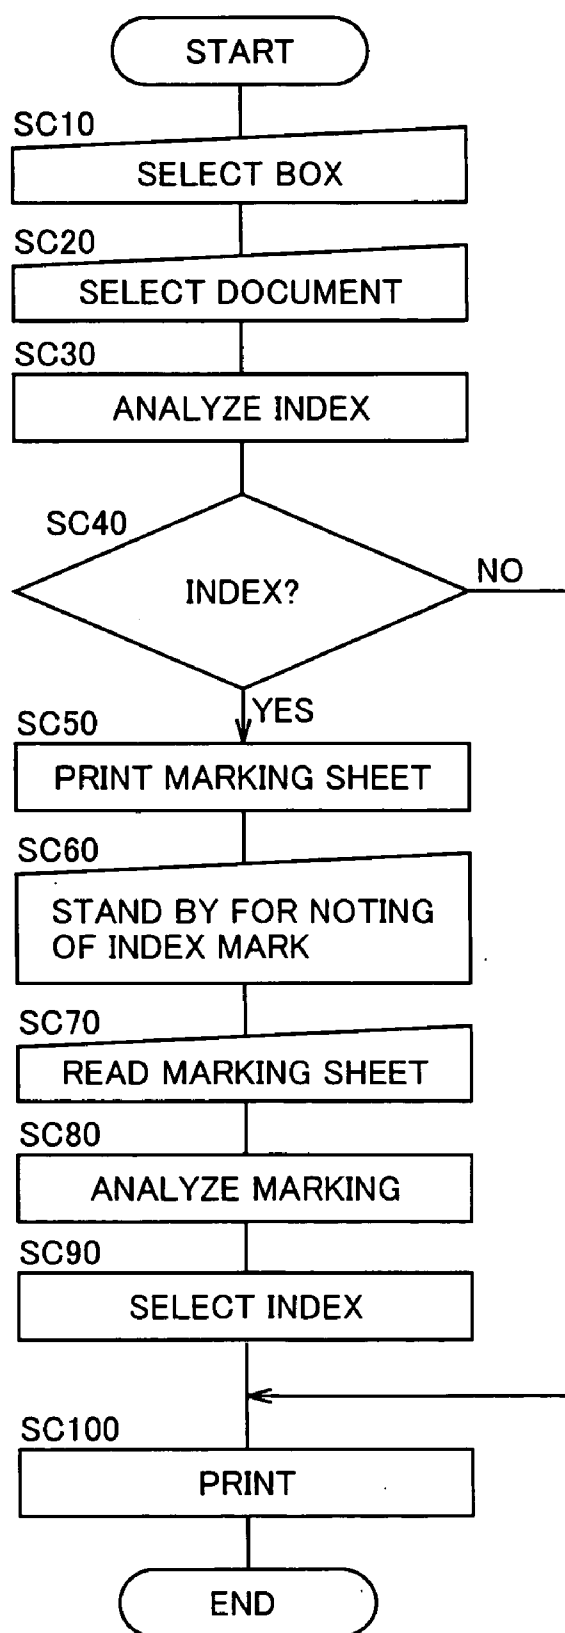 START
SC10
SELECT BOX
SC20
SELECT DOCUMENT
SC30
ANALYZE INDEX
SC40
INDEX?
NO
YES
SC50
PRINT MARKING SHEET
SC60
STAND BY FOR NOTING
OF INDEX MARK
SC70
READ MARKING SHEET
SC80
ANALYZE MARKING
SC90
SELECT INDEX
SC100
PRINT
END